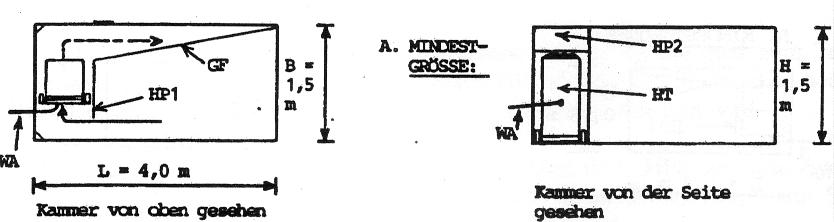 GF
HP1
WA
B =
1,5
m
L = 4,0 m
Kammer von oben gesehen
A. MINDEST-
GRÖSSE:
HP2
HT
WA
H =
1,5
m
Kammer von der Seite
gesehen